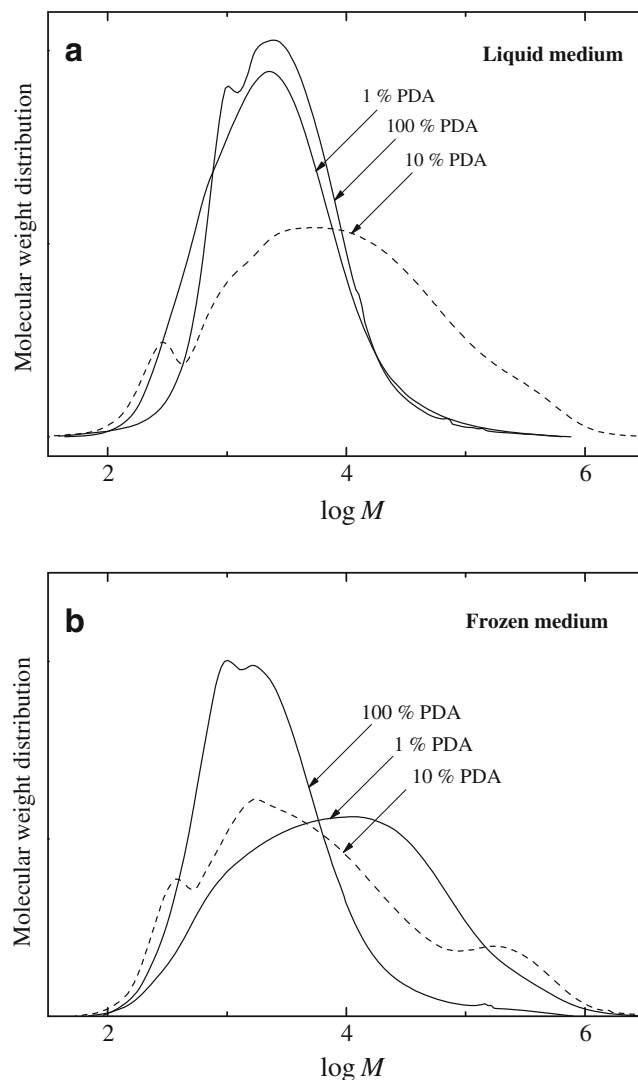 a
Liquid medium
1 % PDA
100 % PDA
10 % PDA
Molecular weight distribution
2 4 6
log M
b
Frozen medium
100 % PDA
1 % PDA
10 % PDA
Molecular weight distribution
2 4 6
log M